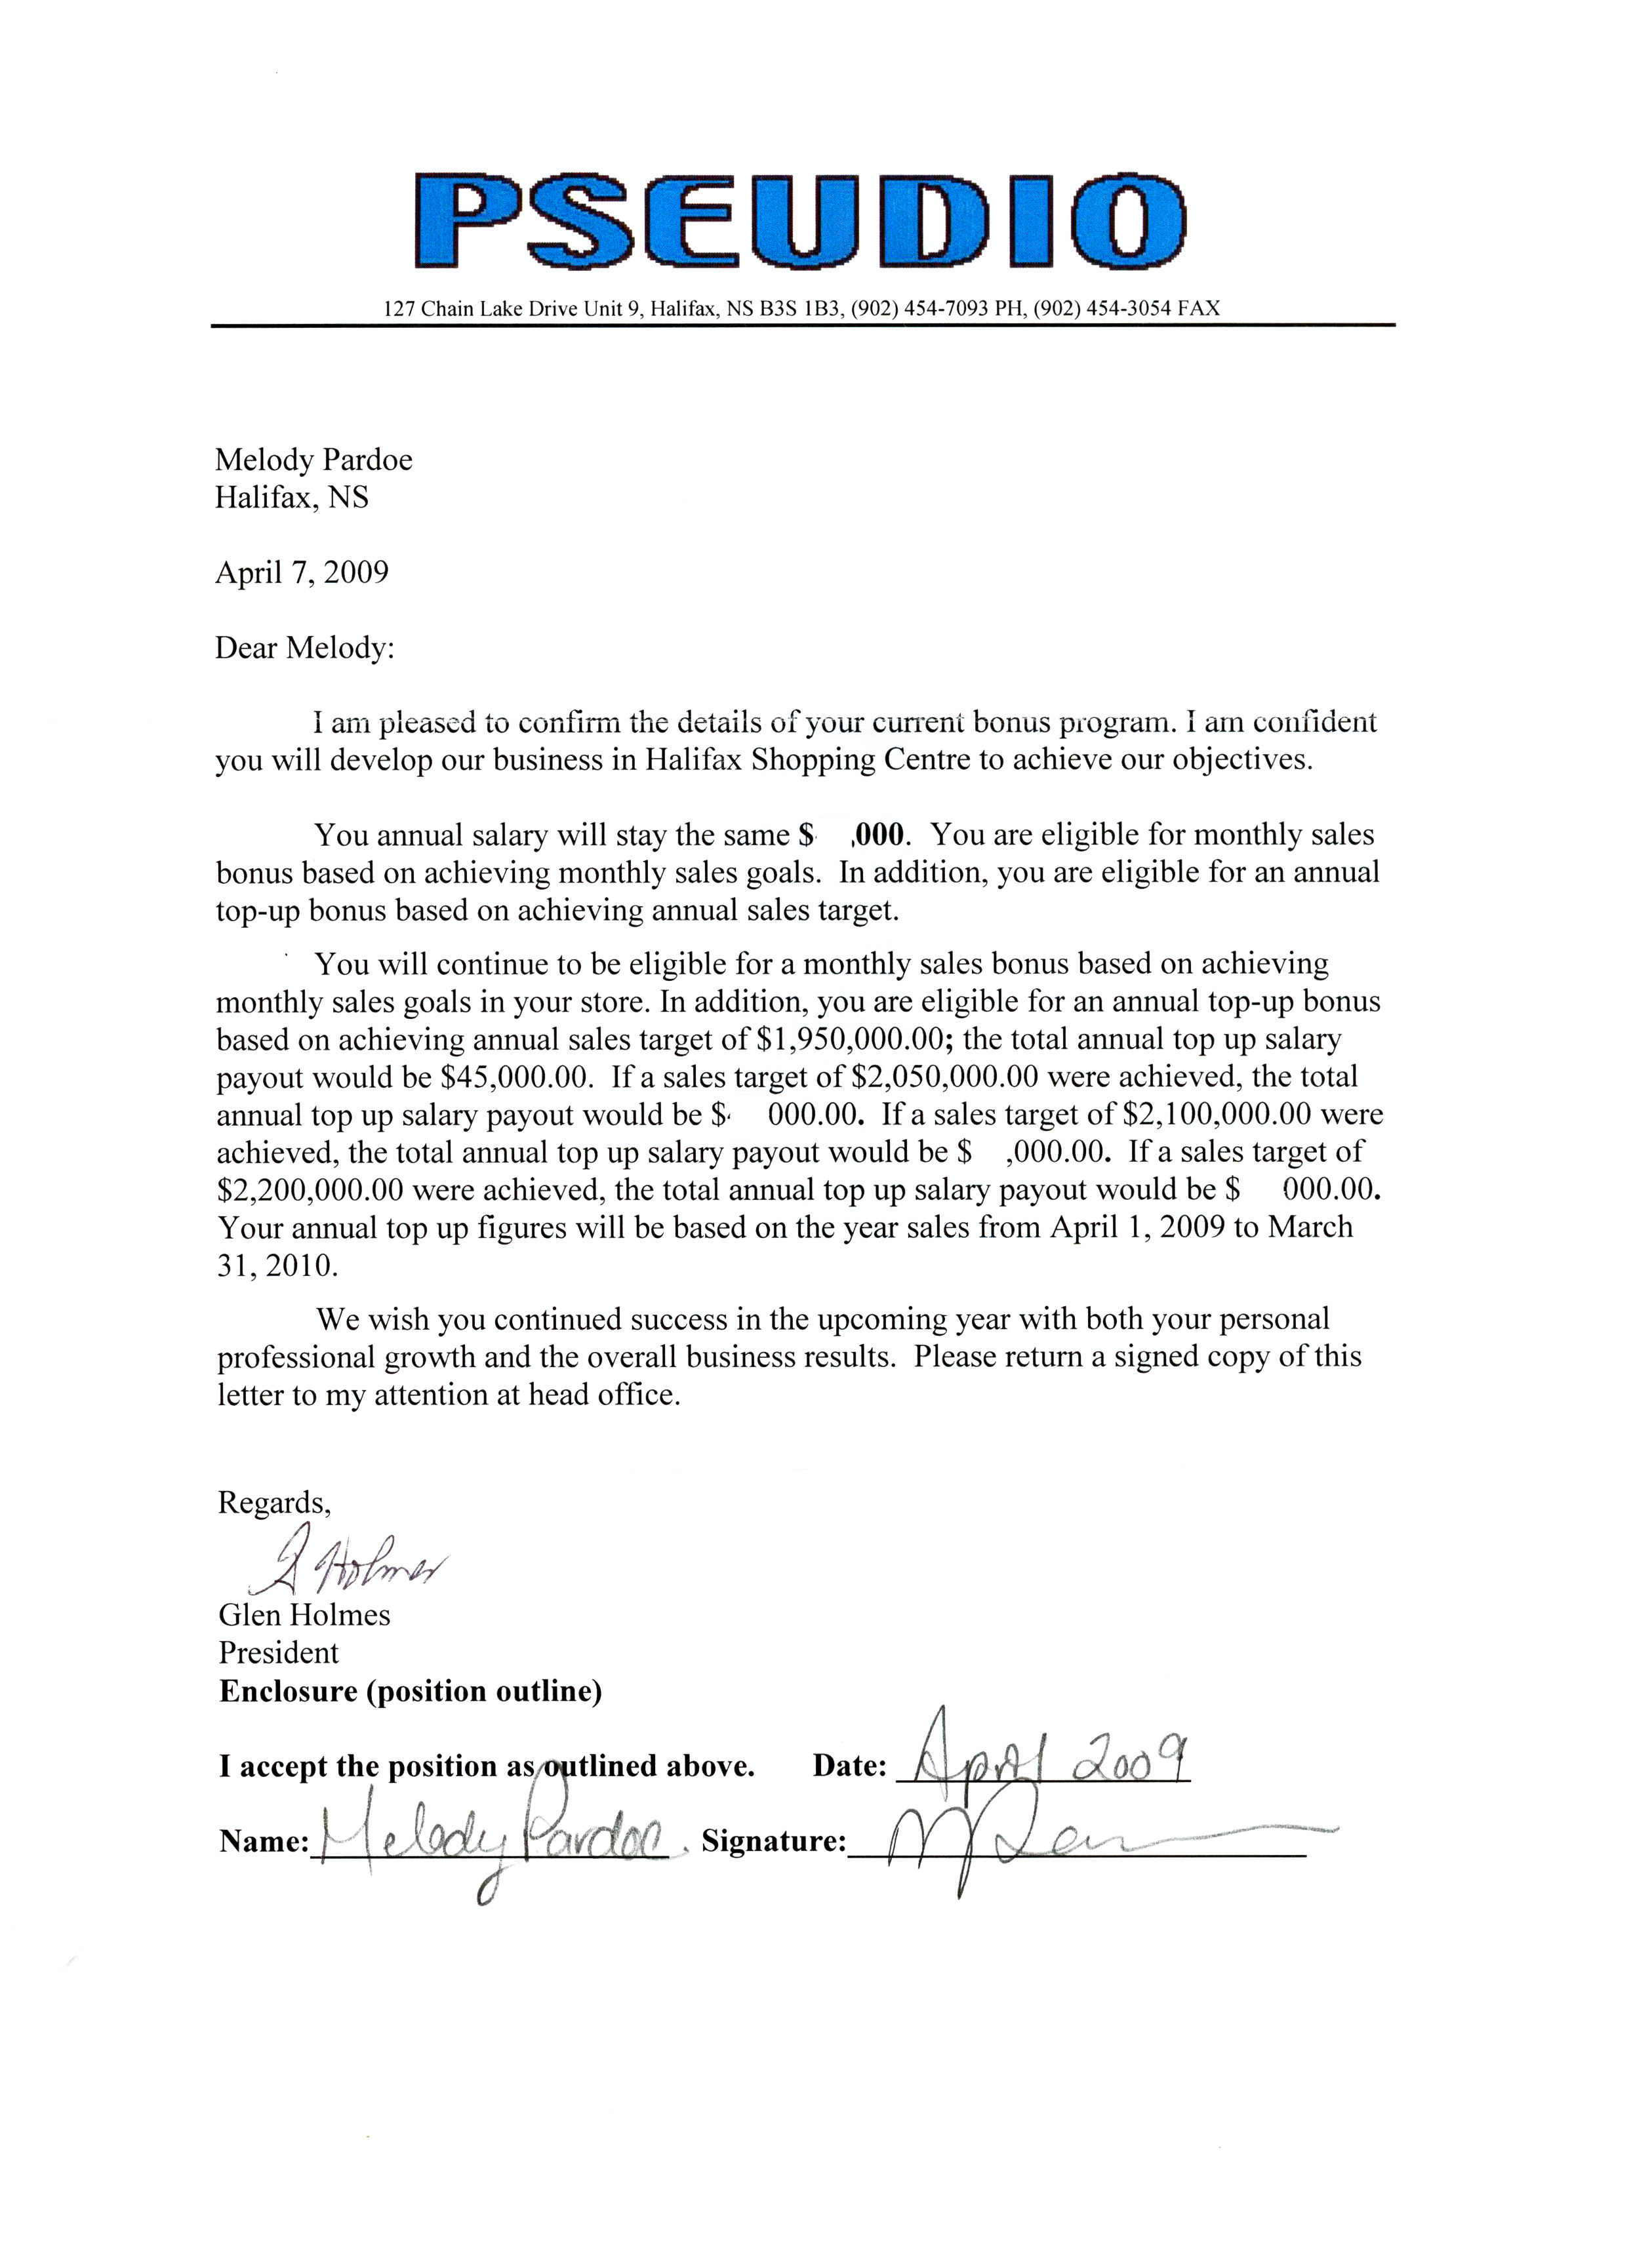 PSEUDIO
127 Chain Lake Drive Unit 9, Halifax, NS B3S 1B3, (902) 454-7093 PH, (902) 454-3054 FAX
Melody Pardoe
Halifax, NS
April 7, 2009
Dear Melody:
I am pleased to confirm the details of your current bonus program. I am confident
you will develop our business in Halifax Shopping Centre to achieve our objectives.
You annual salary will stay the same $ ,000. You are eligible for monthly sales
bonus based on achieving monthly sales goals. In addition, you are eligible for an annual
top-up bonus based on achieving annual sales target.
You will continue to be eligible for a monthly sales bonus based on achieving
monthly sales goals in your store. In addition, you are eligible for an annual top-up bonus
based on achieving annual sales target of $1,950,000.00; the total annual top up salary
payout would be $45,000.00. If a sales target of $2,050,000.00 were achieved, the total
annual top up salary payout would be $ 000.00. If a sales target of $2,100,000.00 were
achieved, the total annual top up salary payout would be $ ,000.00. If a sales target of
$2,200,000.00 were achieved, the total annual top up salary payout would be $ 000.00.
Your annual top up figures will be based on the year sales from April 1, 2009 to March
31, 2010.
We wish you continued success in the upcoming year with both your personal
professional growth and the overall business results. Please return a signed copy of this
letter to my attention at head office.
Regards,
G Holmes
Glen Holmes
President
Enclosure (position outline)
I accept the position as outlined above. Date: April 2009
Name: Melody Pardoe. Signature: